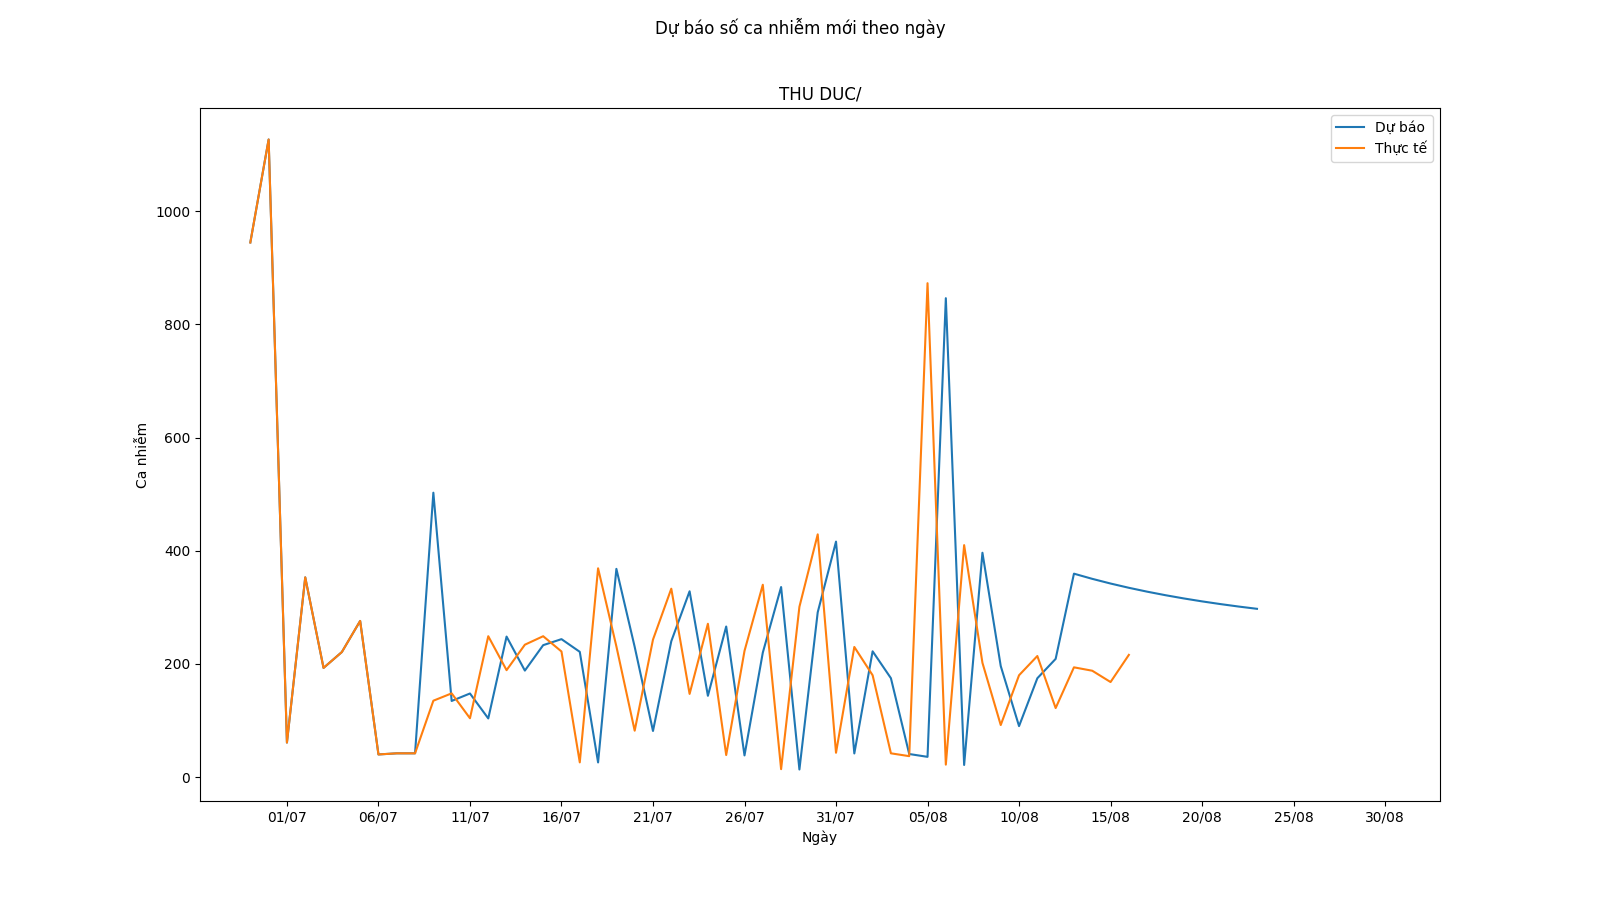 Dự báo số ca nhiễm mới theo ngày
THU DUC/
Dự báo
Thực tế
1000
800
600
400
200
0
Ca nhiễm
01/07 06/07 11/07 16/07 21/07 26/07 31/07 05/08 10/08 15/08 20/08 25/08 30/08
Ngày